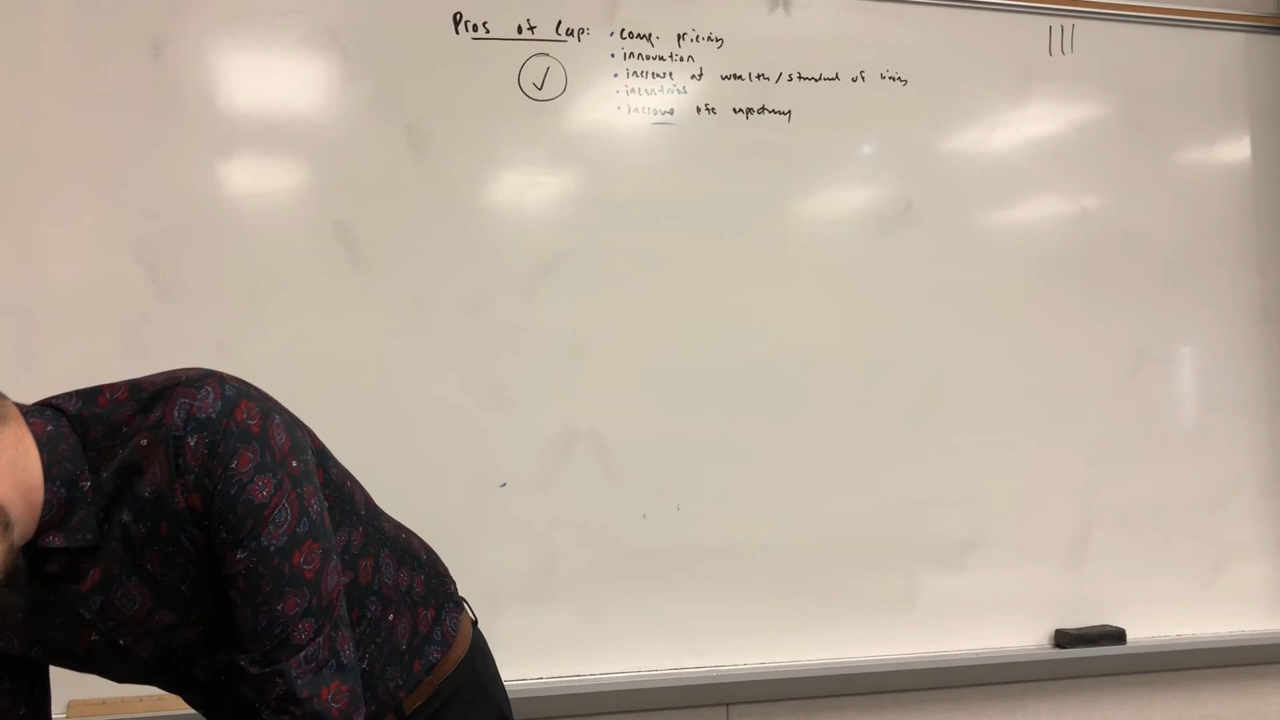 Pros of Cap:
• comp. pricing
• innovation
• increase of wealth/standard of living
• incentives
• increase life expectancy